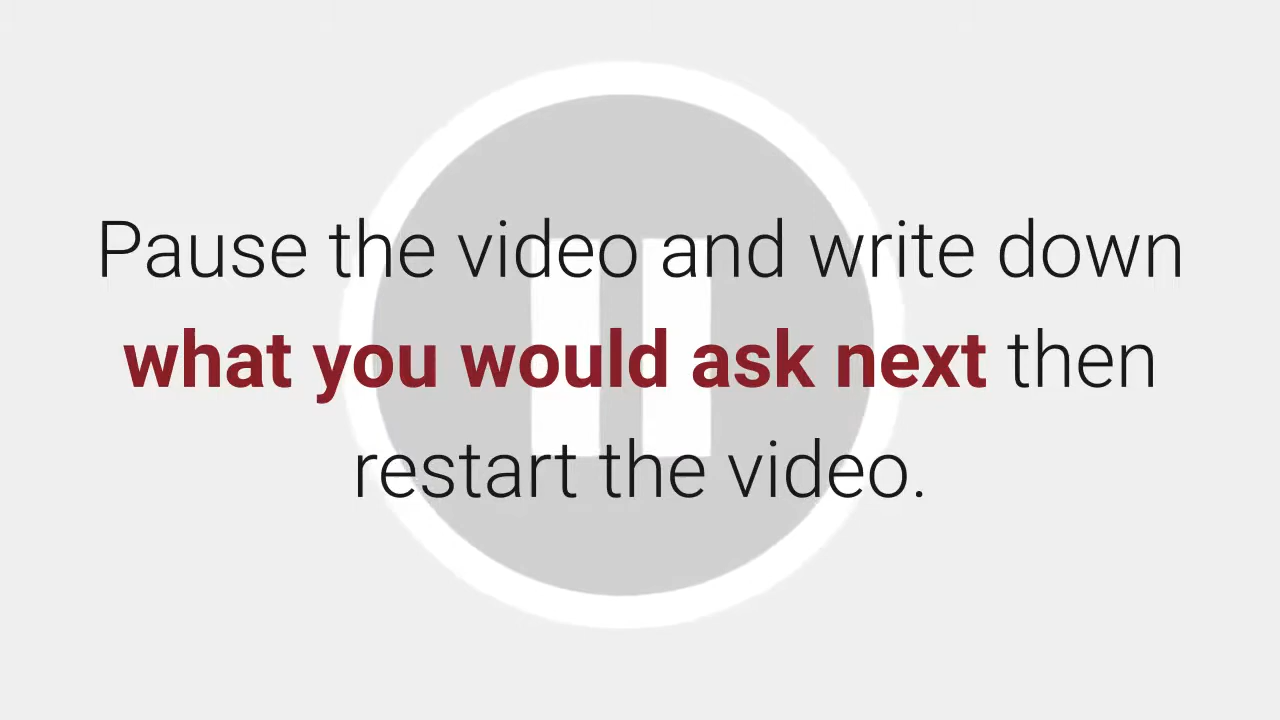 Pause the video and write down
what you would ask next then
restart the video.